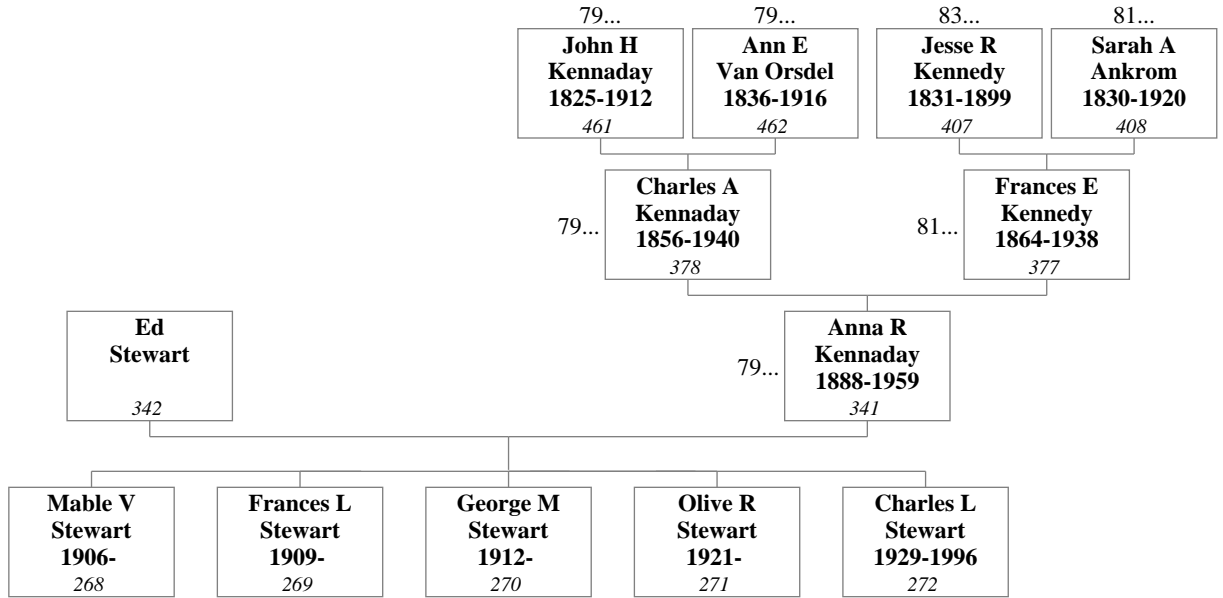 79...
79...
83...
81...
John H
Kennaday
1825-1912
461
Ann E
Van Orsdel
1836-1916
462
Jesse R
Kennedy
1831-1899
407
Sarah A
Ankrom
1830-1920
408
79...
Charles A
Kennaday
1856-1940
378
81...
Frances E
Kennedy
1864-1938
377
Ed
Stewart
342
79...
Anna R
Kennaday
1888-1959
341
Mable V
Stewart
1906-
268
Frances L
Stewart
1909-
269
George M
Stewart
1912-
270
Olive R
Stewart
1921-
271
Charles L
Stewart
1929-1996
272